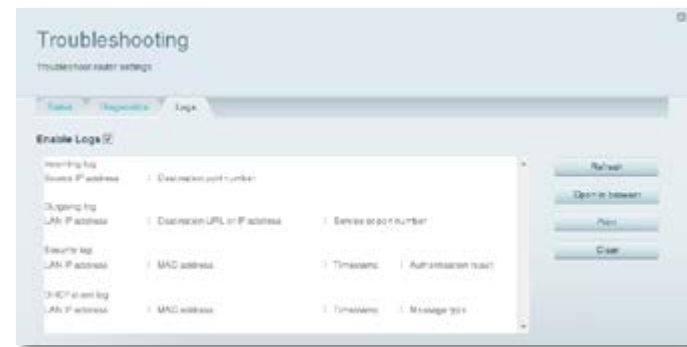 Troubleshooting
Troubleshoot router settings
Status Diagnostics Logs
Enable Logs
Incoming log
Source IP address | Destination port number
Outgoing log
LAN IP address | Destination URL or IP address | Service or port number
Security log
LAN IP address | MAC address | Timestamp | Authentication result
DHCP client log
LAN IP address | MAC address | Timestamp | Message type
Refresh
Open in browser
Print
Clear